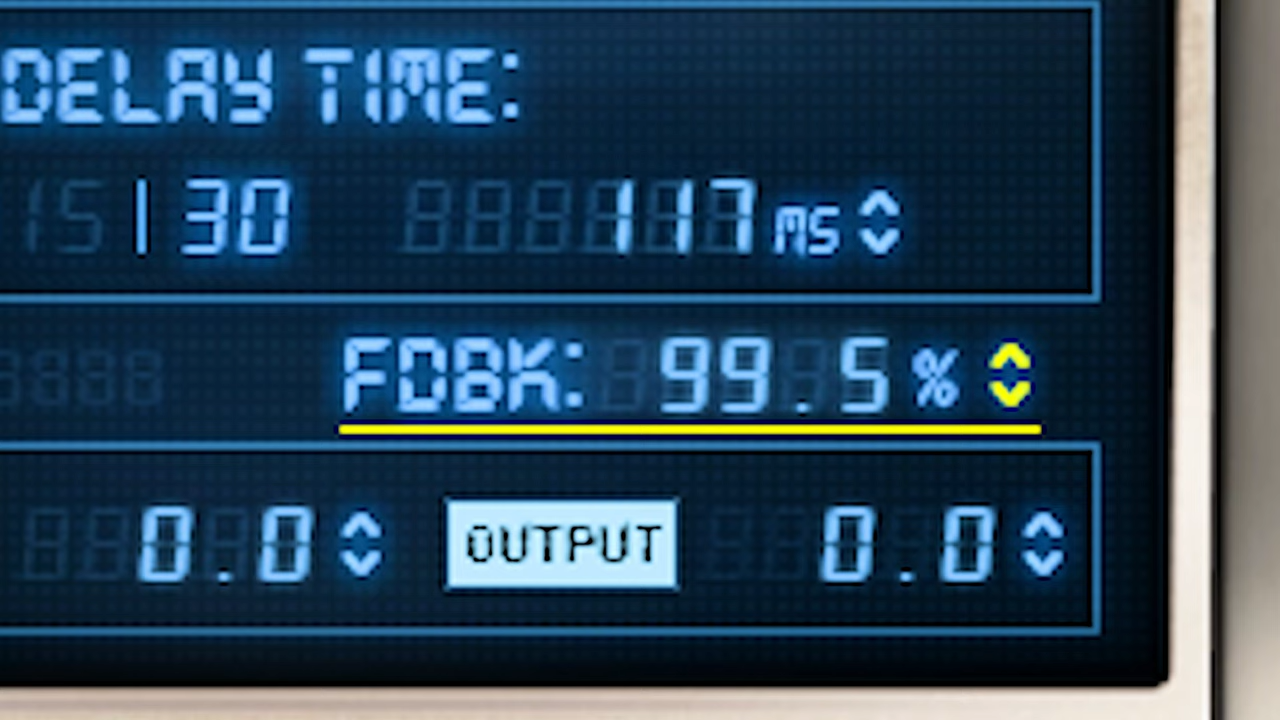 DELAY TIME:
15 | 30 117 ms
FDBK: 99.5 %
0.0 OUTPUT 0.0